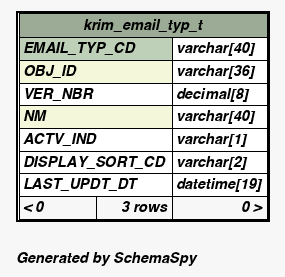 krim_email_typ_t
EMAIL_TYP_CD varchar[40]
OBJ_ID varchar[36]
VER_NBR decimal[8]
NM varchar[40]
ACTV_IND varchar[1]
DISPLAY_SORT_CD varchar[2]
LAST_UPDT_DT datetime[19]
< 0 3 rows 0 >
Generated by SchemaSpy